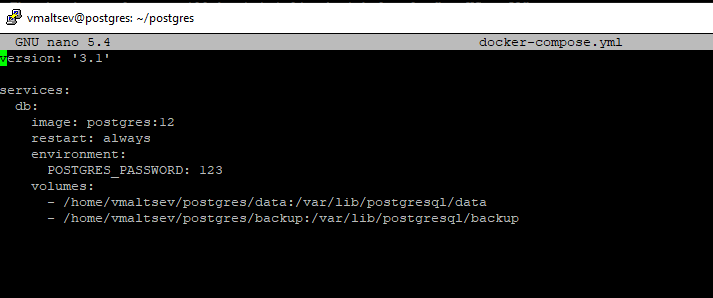 vmaltsev@postgres: ~/postgres
GNU nano 5.4 docker-compose.yml
version: '3.1'
services:
db:
image: postgres:12
restart: always
environment:
POSTGRES_PASSWORD: 123
volumes:
- /home/vmaltsev/postgres/data:/var/lib/postgresql/data
- /home/vmaltsev/postgres/backup:/var/lib/postgresql/backup